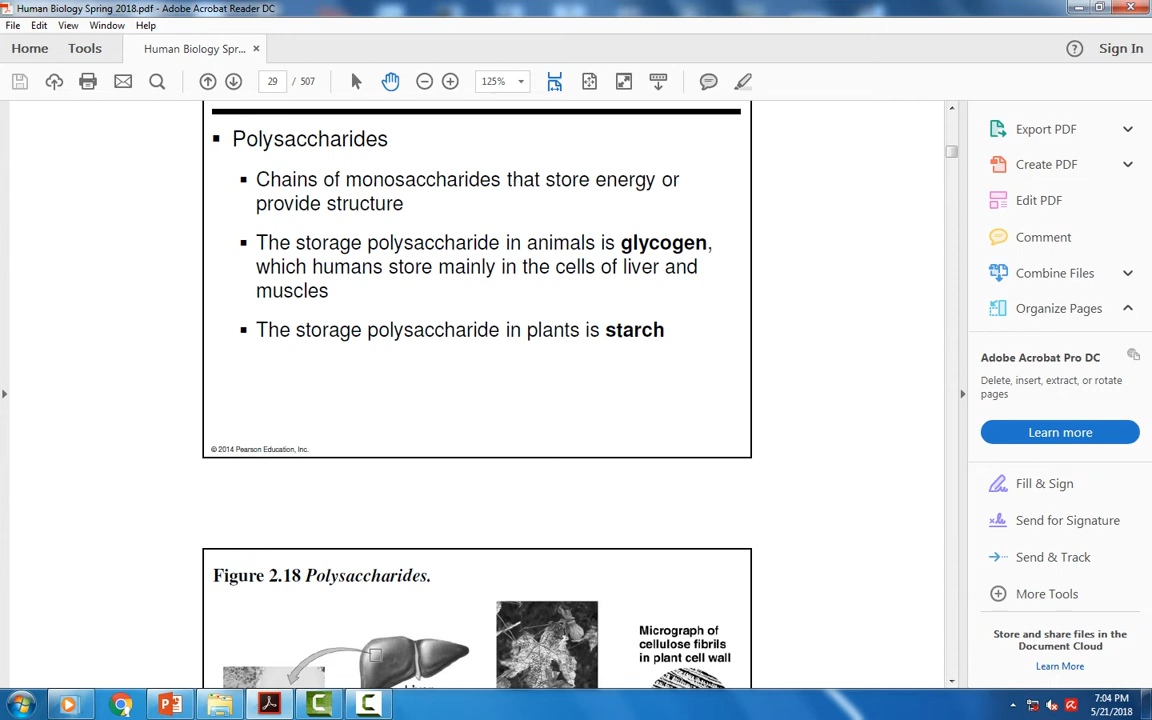 Human Biology Spring 2018.pdf - Adobe Acrobat Reader DC
File Edit View Window Help
Home Tools Human Biology Spr... × Sign In
29 / 507 125%
Polysaccharides
Chains of monosaccharides that store energy or
provide structure
The storage polysaccharide in animals is glycogen,
which humans store mainly in the cells of liver and
muscles
The storage polysaccharide in plants is starch
© 2014 Pearson Education, Inc.
Figure 2.18 Polysaccharides.
Micrograph of
cellulose fibrils
in plant cell wall
Export PDF
Create PDF
Edit PDF
Comment
Combine Files
Organize Pages
Adobe Acrobat Pro DC
Delete, insert, extract, or rotate
pages
Learn more
Fill & Sign
Send for Signature
Send & Track
More Tools
Store and share files in the
Document Cloud
Learn More
7:04 PM
5/21/2018